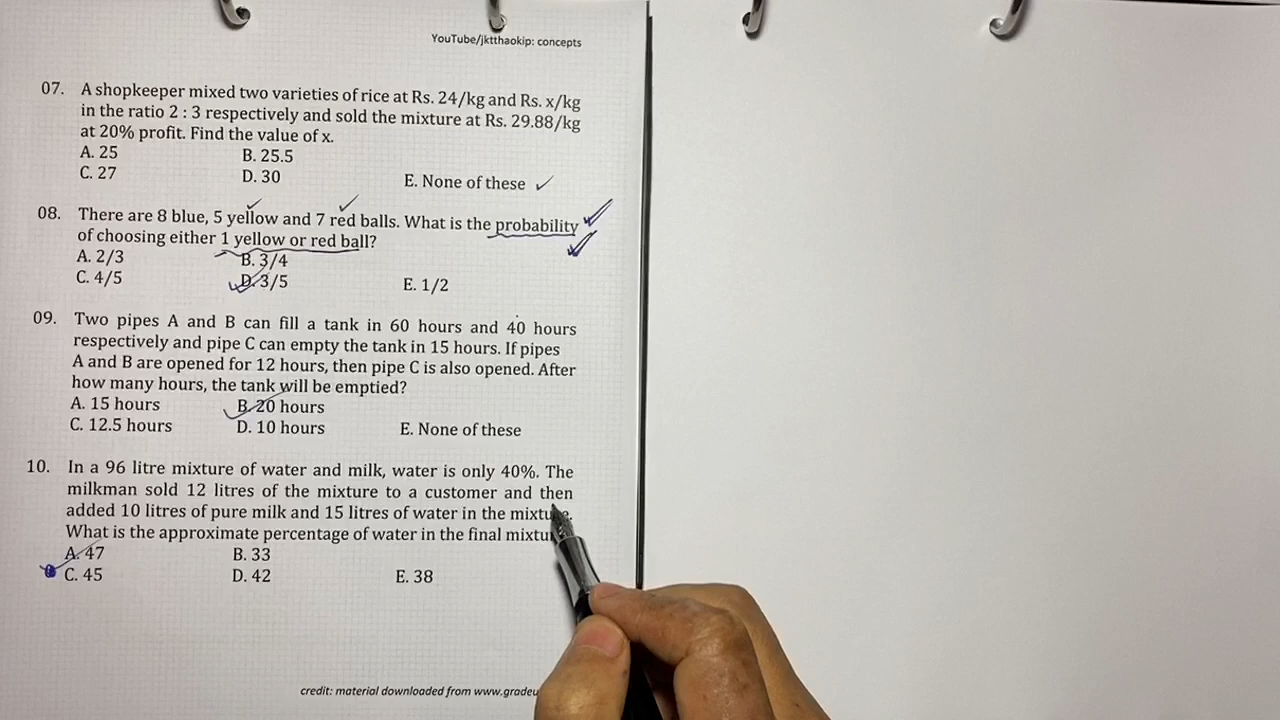 YouTube/jktthaokip: concepts
07. A shopkeeper mixed two varieties of rice at Rs. 24/kg and Rs. x/kg
in the ratio 2 : 3 respectively and sold the mixture at Rs. 29.88/kg
at 20% profit. Find the value of x.
A. 25 B. 25.5
C. 27 D. 30 E. None of these
08. There are 8 blue, 5 yellow and 7 red balls. What is the probability
of choosing either 1 yellow or red ball?
A. 2/3 B. 3/4
C. 4/5 D. 3/5 E. 1/2
09. Two pipes A and B can fill a tank in 60 hours and 40 hours
respectively and pipe C can empty the tank in 15 hours. If pipes
A and B are opened for 12 hours, then pipe C is also opened. After
how many hours, the tank will be emptied?
A. 15 hours B. 20 hours
C. 12.5 hours D. 10 hours E. None of these
10. In a 96 litre mixture of water and milk, water is only 40%. The
milkman sold 12 litres of the mixture to a customer and then
added 10 litres of pure milk and 15 litres of water in the
What is the approximate percentage of water in the final
A. 47 B. 33
C. 45 D. 42 E. 38
credit: material downloaded from